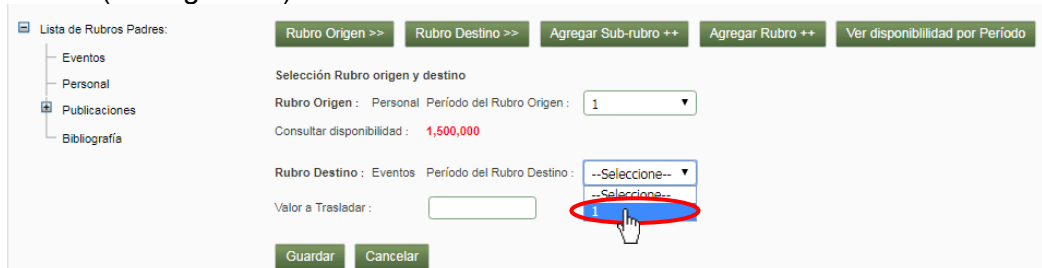 Lista de Rubros Padres:
Eventos
Personal
Publicaciones
Bibliografía
Rubro Origen >> Rubro Destino >> Agregar Sub-rubro ++ Agregar Rubro ++ Ver disponiblilidad por Período
Selección Rubro origen y destino
Rubro Origen : Personal Período del Rubro Origen : 1
Consultar disponibilidad : 1,500,000
Rubro Destino : Eventos Período del Rubro Destino : --Seleccione--
--Seleccione--
Valor a Trasladar : 1
Guardar Cancelar